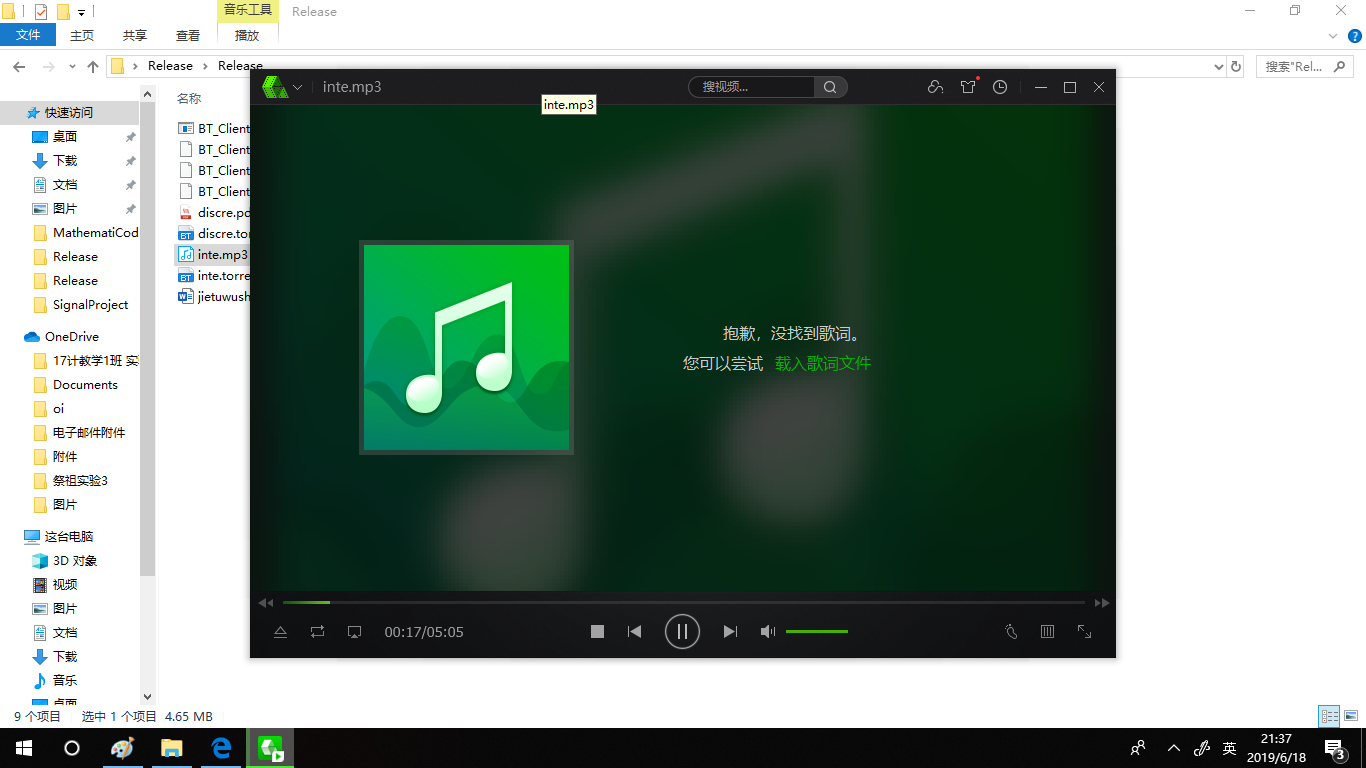 音乐工具
Release
文件
主页
共享
查看
播放
Release
Release
搜索"Rel...
快速访问
桌面
下载
文档
图片
MathematiCod
Release
Release
SignalProject
OneDrive
17计教学1班 实
Documents
oi
电子邮件附件
附件
祭祖实验3
图片
这台电脑
3D 对象
视频
图片
文档
下载
音乐
桌面
名称
BT_Client
BT_Client
BT_Client
BT_Client
discre.pd
discre.tor
inte.mp3
inte.torre
jietuwush
inte.mp3
搜视频...
inte.mp3
抱歉，没找到歌词。
您可以尝试 载入歌词文件
00:17/05:05
9 个项目
选中 1 个项目 4.65 MB
英
21:37
2019/6/18
3